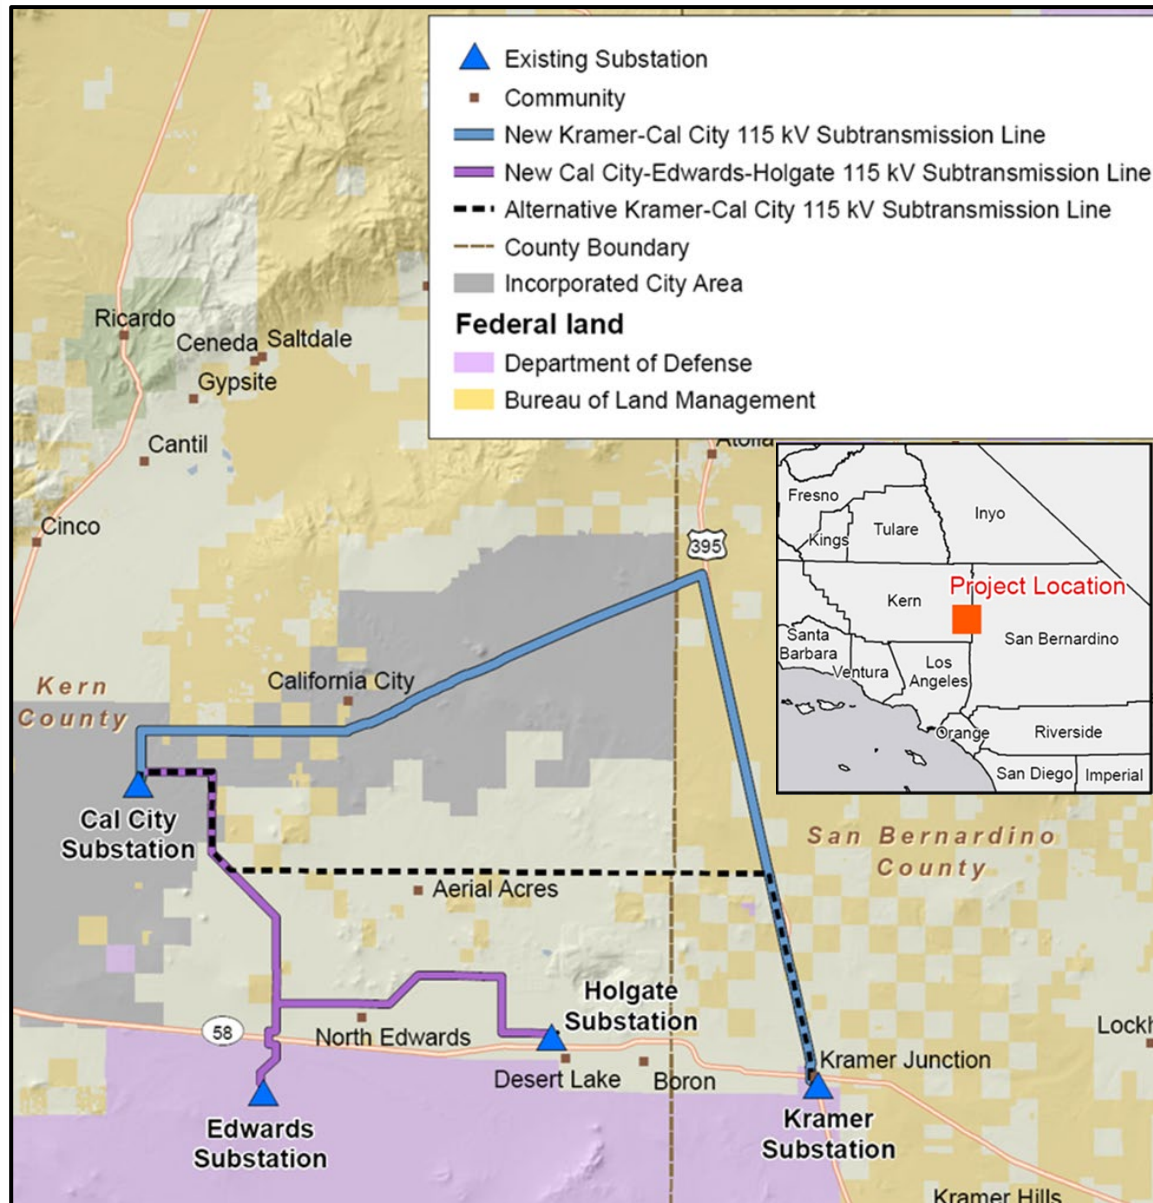 Existing Substation
Community
New Kramer-Cal City 115 kV Subtransmission Line
New Cal City-Edwards-Holgate 115 kV Subtransmission Line
Alternative Kramer-Cal City 115 kV Subtransmission Line
County Boundary
Incorporated City Area
Federal land
Department of Defense
Bureau of Land Management
Ricardo
Ceneda
Saltdale
Gypsite
Cantil
Cinco
395
Fresno
Kings
Tulare
Inyo
Kern
Project Location
San Bernardino
Santa
Barbara
Ventura
Los
Angeles
Orange
Riverside
San Diego
Imperial
Kern
County
California City
Cal City
Substation
San Bernardino
County
Aerial Acres
Holgate
Substation
58
North Edwards
Desert Lake
Boron
Kramer Junction
Edwards
Substation
Kramer
Substation
Kramer Hills